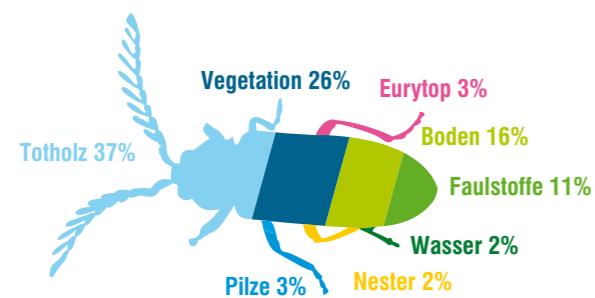 Vegetation 26%
Eurytop 3%
Boden 16%
Totholz 37%
Faulstoffe 11%
Wasser 2%
Nester 2%
Pilze 3%